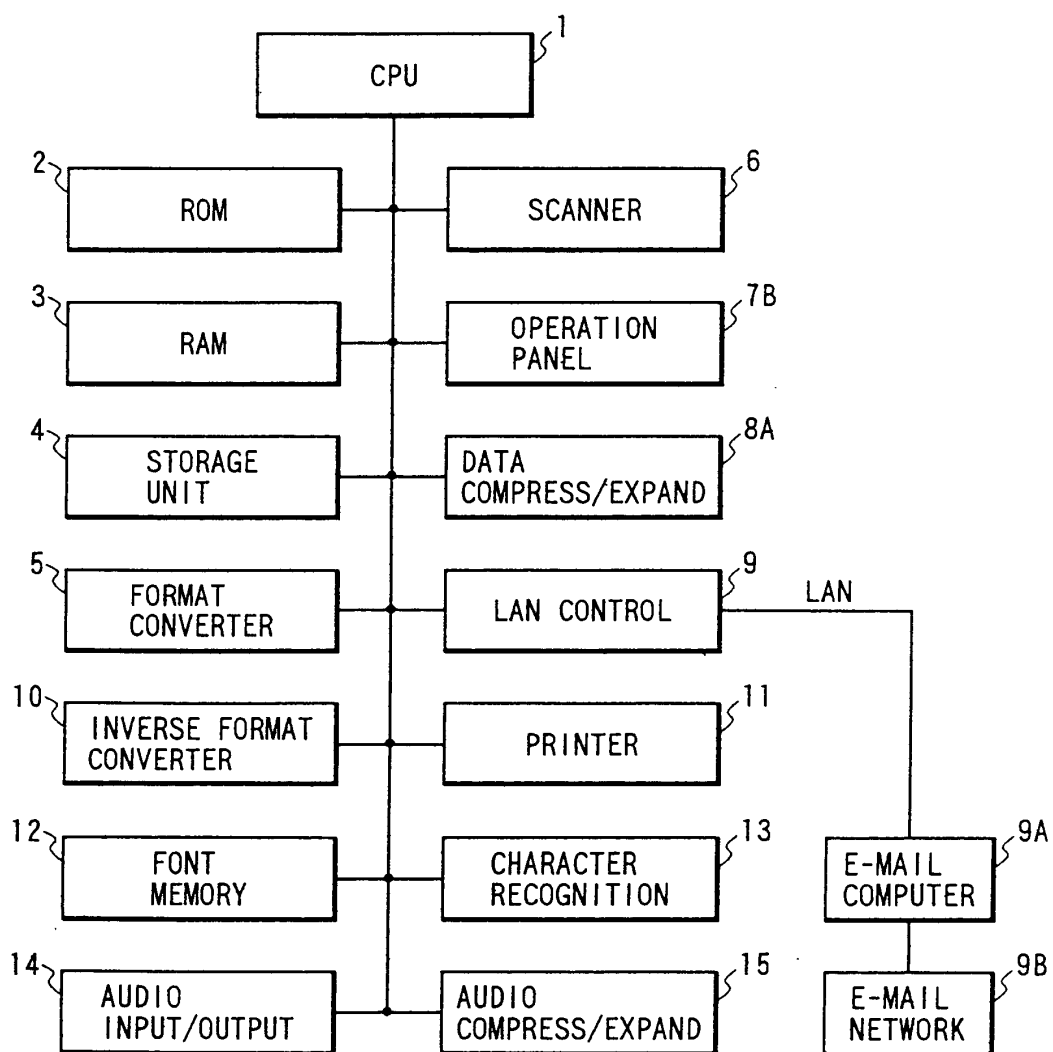 1
CPU
2
ROM
6
SCANNER
3
RAM
7B
OPERATION
PANEL
4
STORAGE
UNIT
8A
DATA
COMPRESS/EXPAND
5
FORMAT
CONVERTER
9
LAN CONTROL
LAN
10
INVERSE FORMAT
CONVERTER
11
PRINTER
12
FONT
MEMORY
13
CHARACTER
RECOGNITION
9A
E-MAIL
COMPUTER
14
AUDIO
INPUT/OUTPUT
15
AUDIO
COMPRESS/EXPAND
9B
E-MAIL
NETWORK